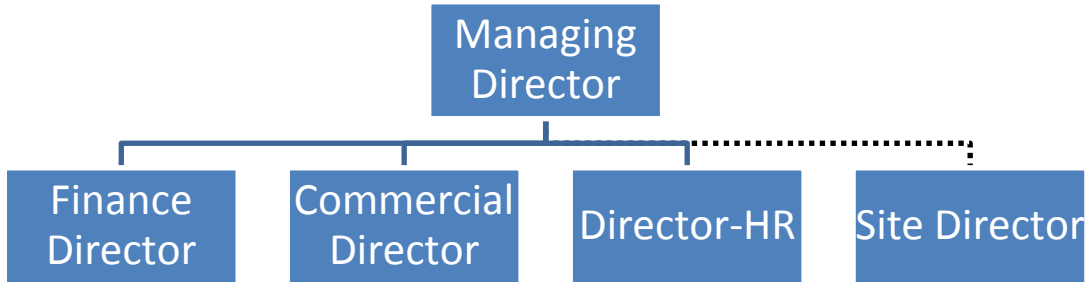 Managing
Director
Finance
Director
Commercial
Director
Director-HR
Site Director